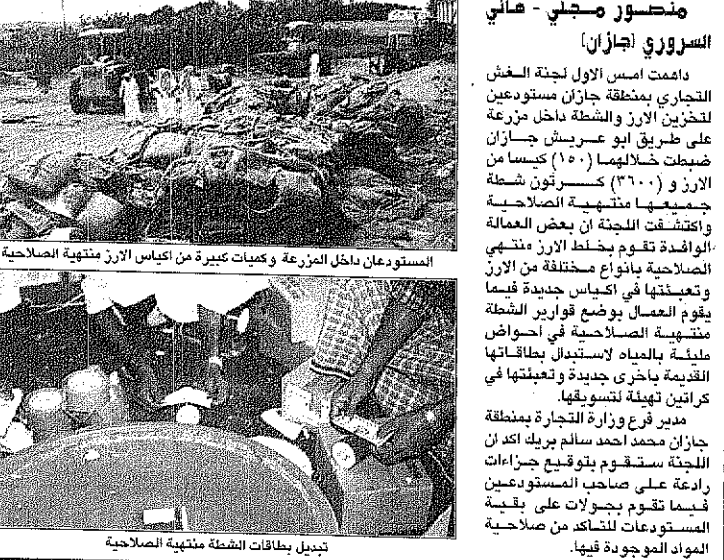 منصور مجلي - هاني
السروري (جازان)
داهمت امس الاول لجنة الغش
التجاري بمنطقة جازان مستودعين
لتخزين الارز والشطة داخل مزرعة
على طريق ابو عريش جازان
ضبطت خلالهما (١٥٠) كيسا من
الارز و (٣٦٠٠) كرتون شطة
جميعها منتهية الصلاحية
واكتشفت اللجنة ان بعض العمالة
الوافدة تقوم بخلط الارز منتهي
الصلاحية بأنواع مختلفة من الارز
وتعبئتها في اكياس جديدة فيما
يقوم العمال بوضع قوارير الشطة
منتهية الصلاحية في أحواض
مليئة بالمياه لاستبدال بطاقاتها
القديمة بأخرى جديدة وتعبئتها في
كراتين تهيئة لتسويقها.
مدير فرع وزارة التجارة بمنطقة
جازان محمد احمد سالم بريك اكد ان
اللجنة ستقوم بتوقيع جزاءات
رادعة على صاحب المستودعين
فيما تقوم بجولات على بقية
المستودعات للتأكد من صلاحية
المواد الموجودة فيها.
المستودعان داخل المزرعة وكميات كبيرة من اكياس الارز منتهية الصلاحية
تبديل بطاقات الشطة منتهية الصلاحية